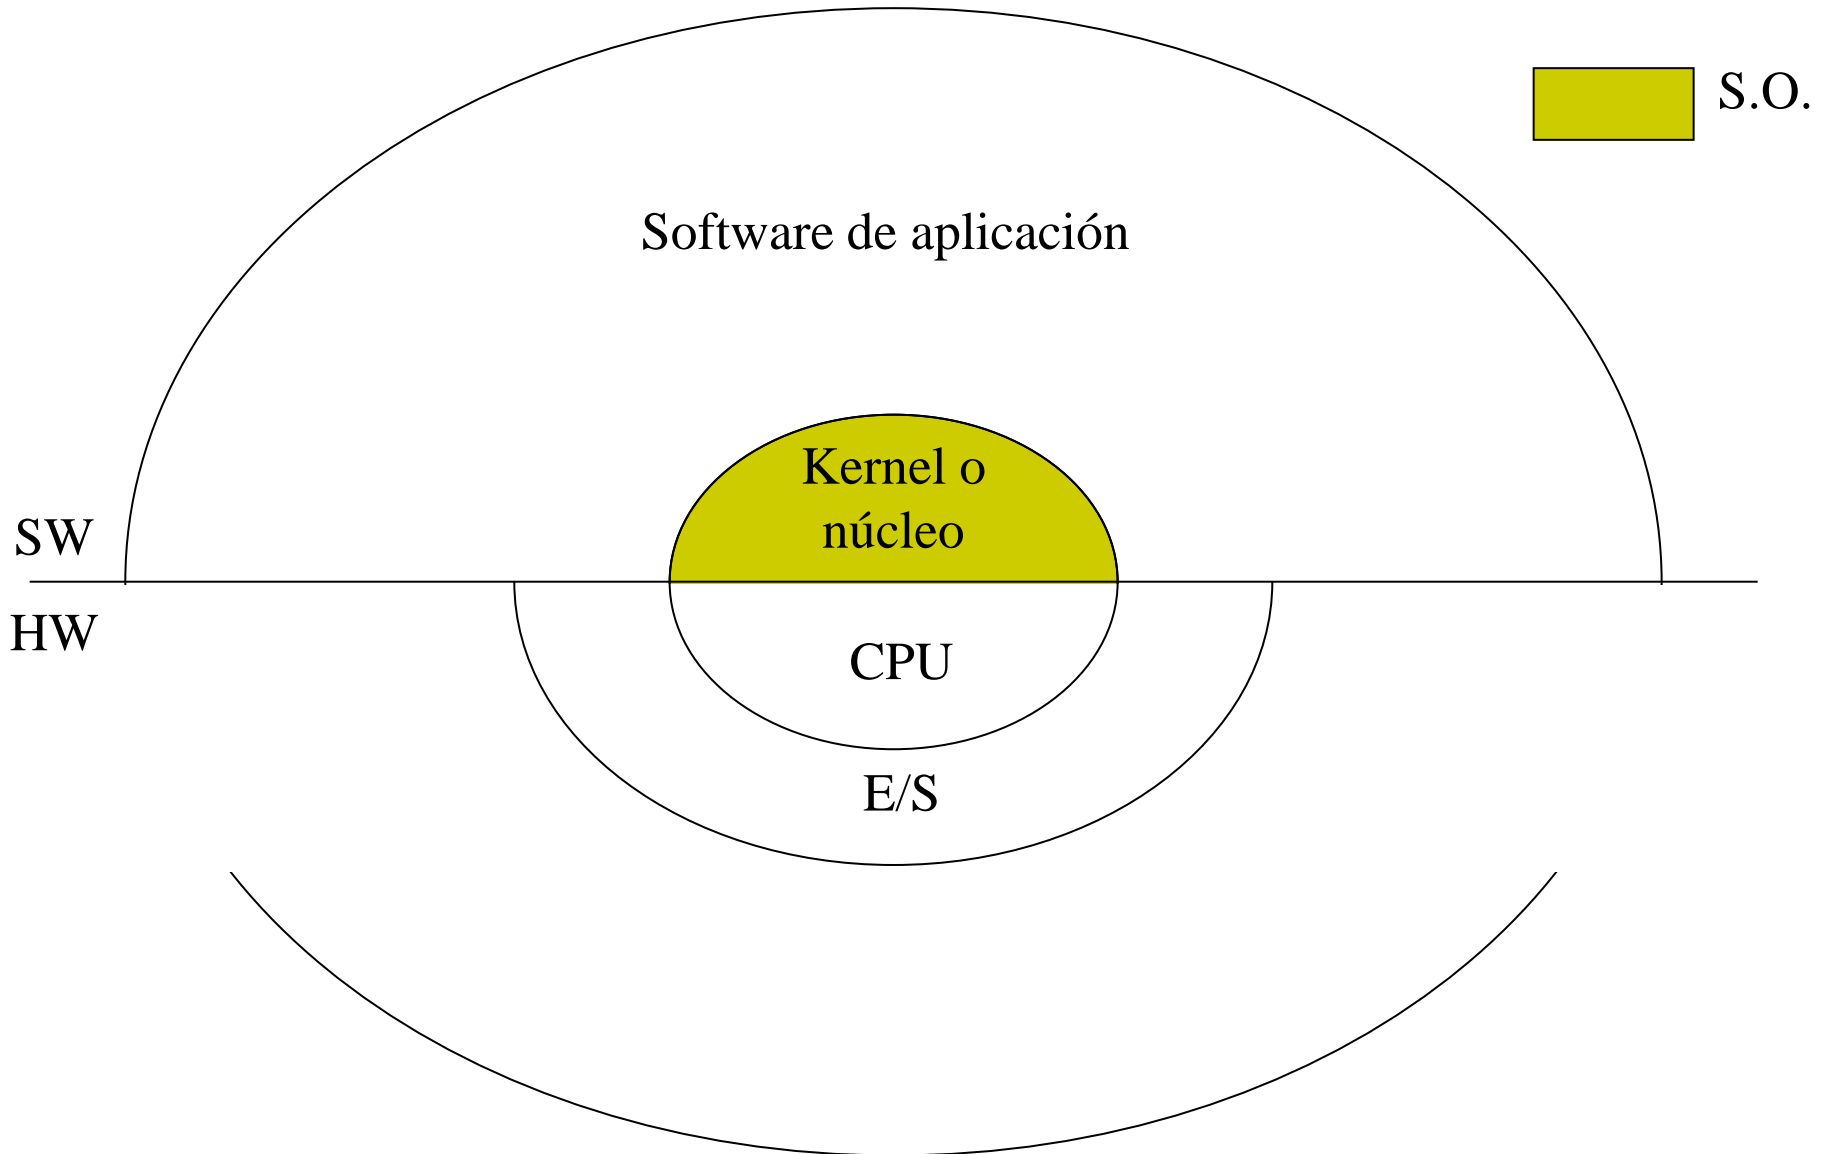 S.O.
Software de aplicación
Kernel o
núcleo
SW
HW
CPU
E/S